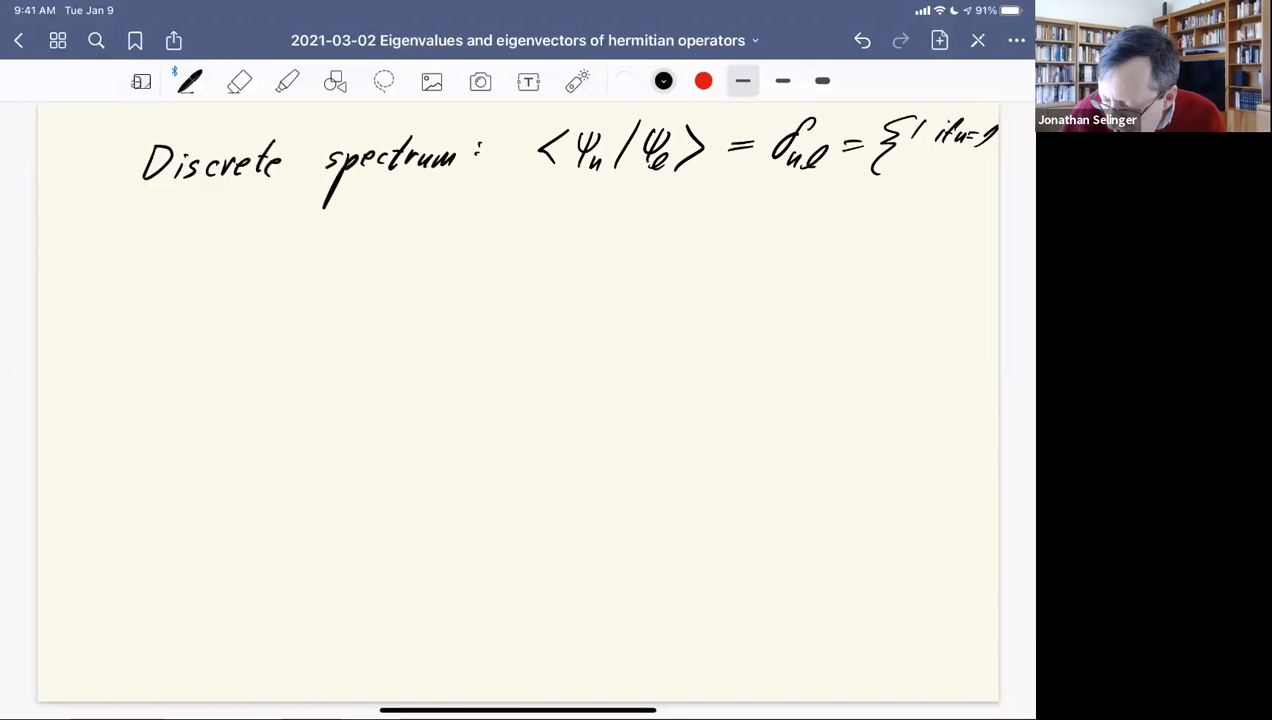 9:41 AM Tue Jan 9
91%
2021-03-02 Eigenvalues and eigenvectors of hermitian operators
Jonathan Selinger
Discrete spectrum : <ψn|ψl> = δnl = {1 if n=